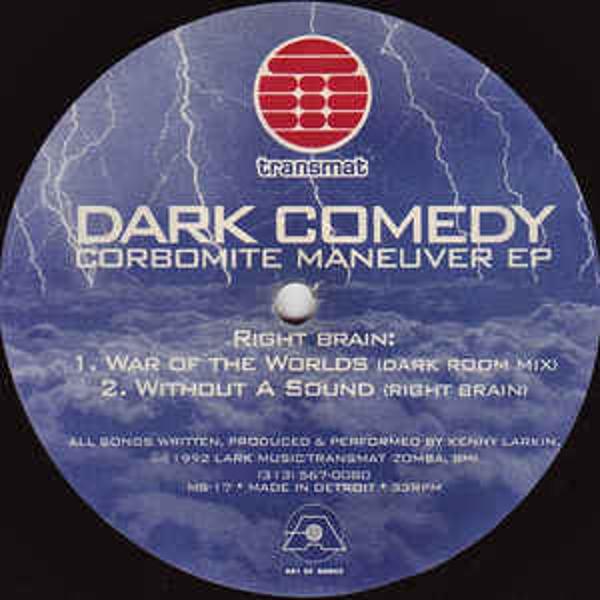 transmat
DARK COMEDY
CORBOMITE MANEUVER EP
RIGHT BRAIN:
1. WAR OF THE WORLDS (DARK ROOM MIX)
2. WITHOUT A SOUND (RIGHT BRAIN)
ALL SONGS WRITTEN, PRODUCED & PERFORMED BY KENNY LARKIN.
1992 LARK MUSIC/TRANSMAT ZOMBA, BMI
(313) 567-0080
MS-17 * MADE IN DETROIT * 33RPM